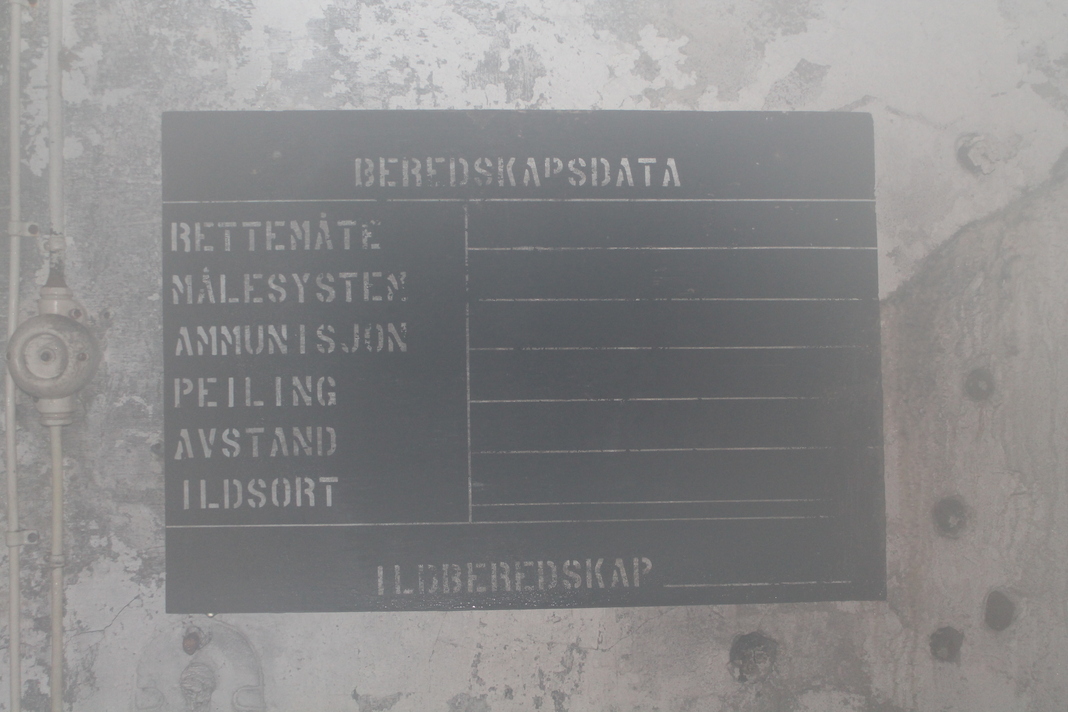 BEREDSKAPSDATA
RETTEMÅTE
MÅLESYSTEM
AMMUNISJON
PEILING
AVSTAND
ILDSORT
ILDBEREDSKAP